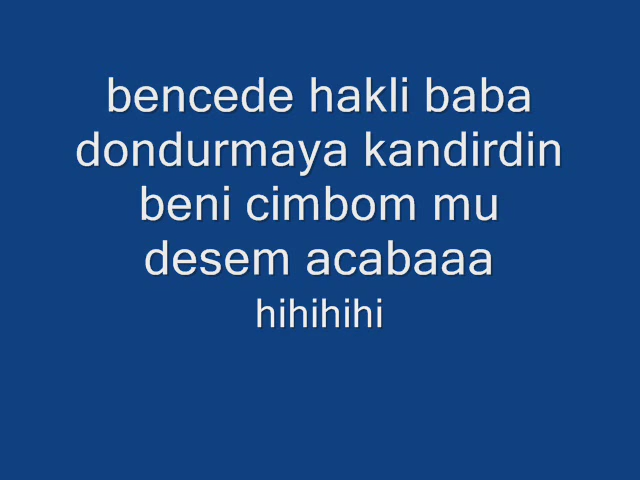 bencede hakli baba
dondurmaya kandirdin
beni cimbom mu
desem acabaaa
hihihihi